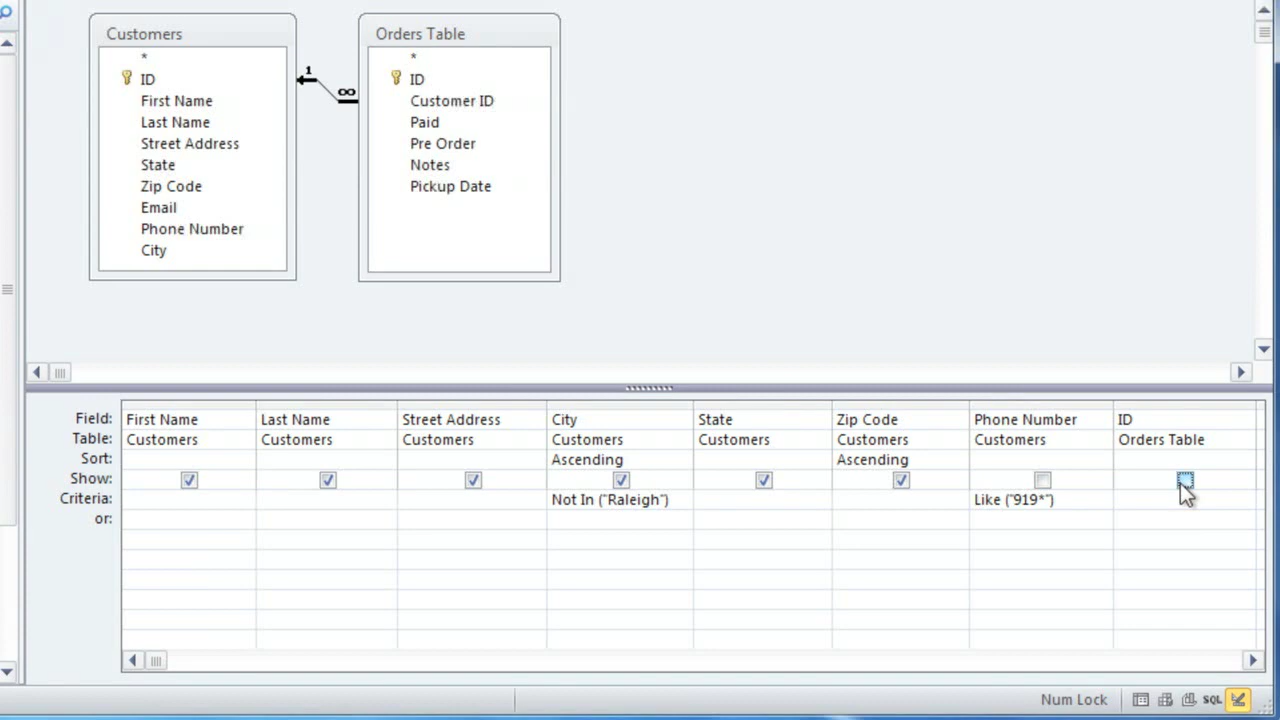 Customers
*
ID
First Name
Last Name
Street Address
State
Zip Code
Email
Phone Number
City
1
∞
Orders Table
*
ID
Customer ID
Paid
Pre Order
Notes
Pickup Date
Field: First Name Last Name Street Address City State Zip Code Phone Number ID
Table: Customers Customers Customers Customers Customers Customers Customers Orders Table
Sort: Ascending Ascending
Show:
Criteria: Not In ("Raleigh") Like ("919*")
or:
Num Lock SQL